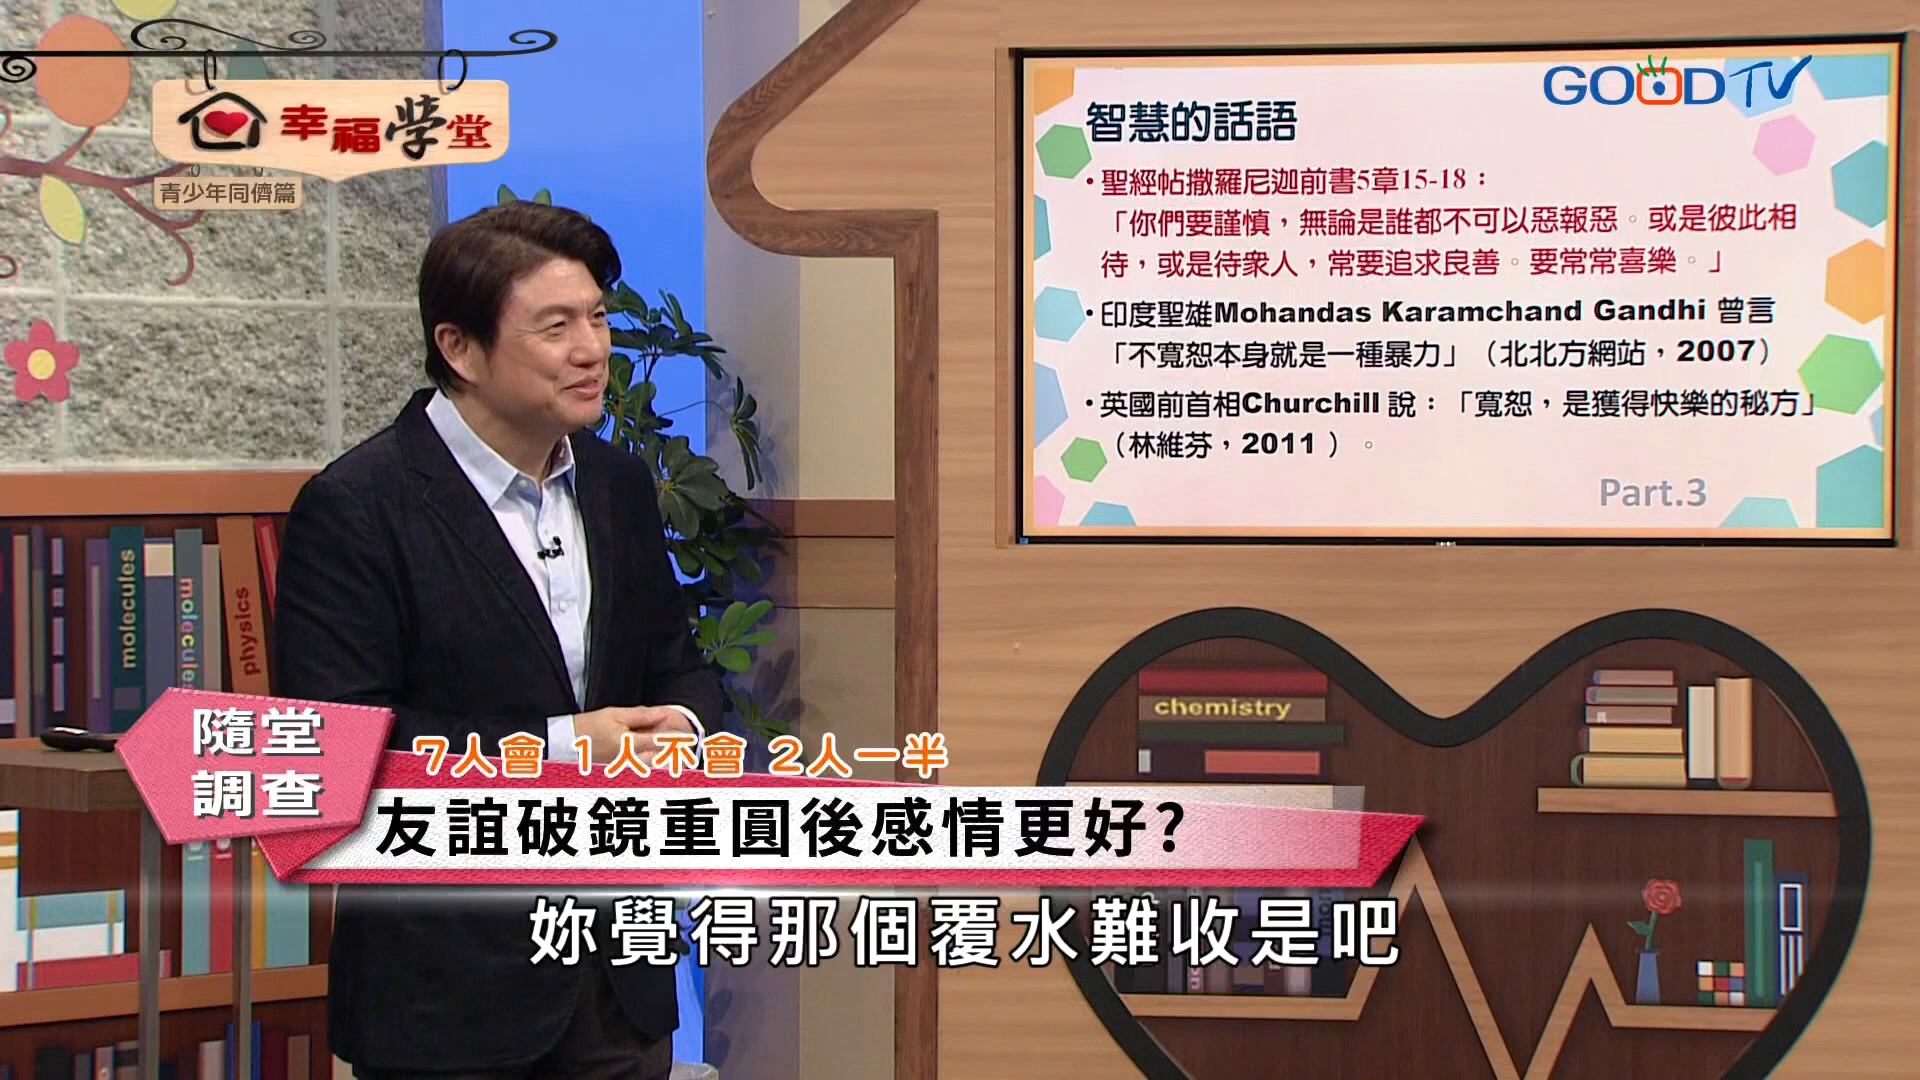 幸福學堂
青少年同儕篇
GOODTV
智慧的話語
•聖經帖撒羅尼迦前書5章15-18：
「你們要謹慎，無論是誰都不可以惡報惡。或是彼此相
待，或是待衆人，常要追求良善。要常常喜樂。」
•印度聖雄Mohandas Karamchand Gandhi 曾言
「不寬恕本身就是一種暴力」（北北方網站，2007）
•英國前首相Churchill 說：「寬恕，是獲得快樂的秘方」
（林維芬，2011 ）。
Part.3
molecules
molecules
physics
chemistry
隨堂
調查
7人會 1人不會 2人一半
友誼破鏡重圓後感情更好?
妳覺得那個覆水難收是吧